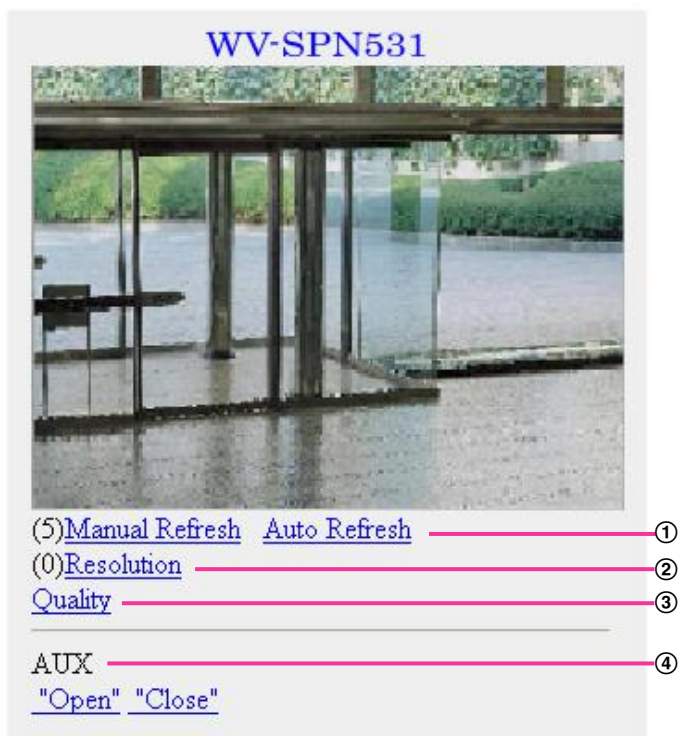 WV-SPN531
(5)Manual Refresh Auto Refresh ①
(0)Resolution ②
Quality ③
AUX ④
"Open" "Close"